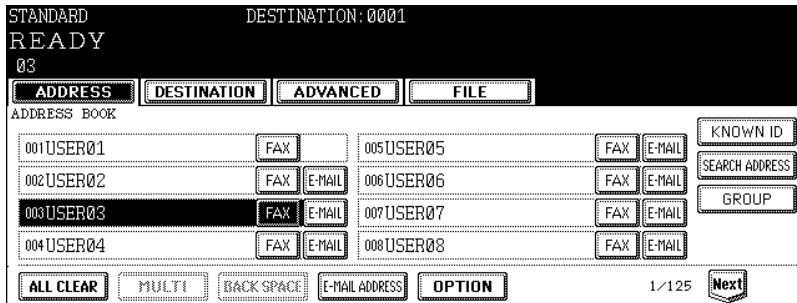 STANDARD DESTINATION:0001
READY
03
ADDRESS DESTINATION ADVANCED FILE
ADDRESS BOOK
001USER01 FAX 005USER05 FAX E-MAIL KNOWN ID
002USER02 FAX E-MAIL 006USER06 FAX E-MAIL SEARCH ADDRESS
003USER03 FAX E-MAIL 007USER07 FAX E-MAIL GROUP
004USER04 FAX E-MAIL 008USER08 FAX E-MAIL
ALL CLEAR MULTI BACK SPACE E-MAIL ADDRESS OPTION 1/125 Next